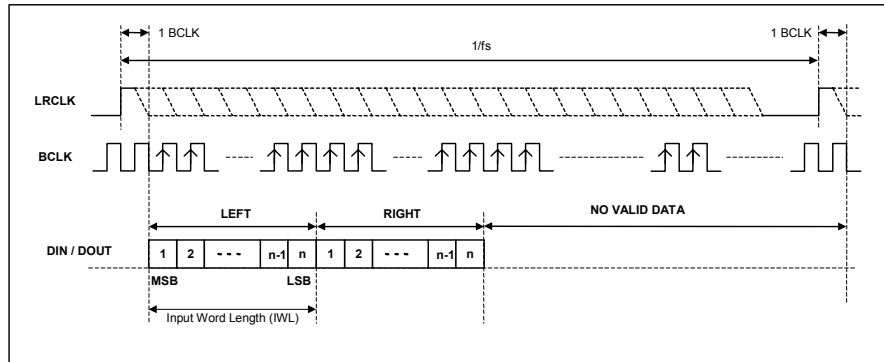 1 BCLK
1 BCLK
1/fs
LRCLK
BCLK
LEFT
RIGHT
NO VALID DATA
DIN / DOUT
1 2 n-1 n 1 2 n-1 n
MSB
LSB
Input Word Length (IWL)